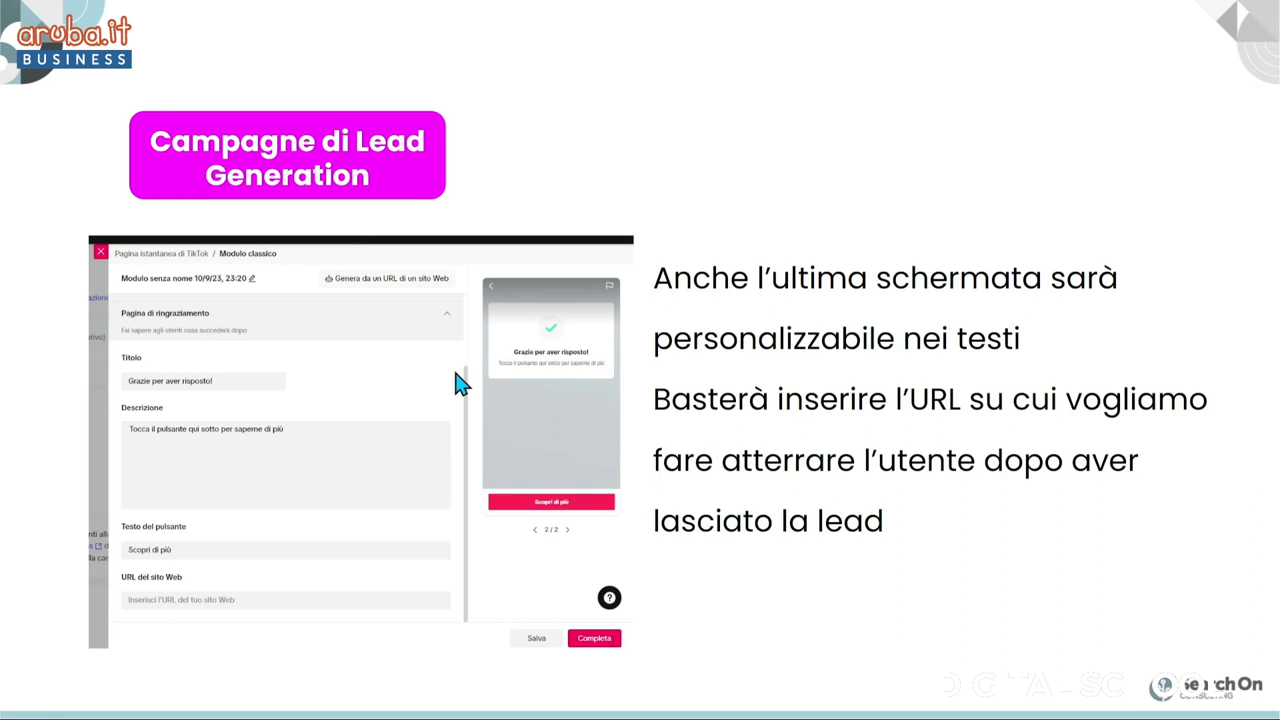 aruba.it
BUSINESS
Campagne di Lead
Generation
Pagina istantanea di TikTok / Modulo classico
Modulo senza nome 10/9/23, 23:20
Genera da un URL di un sito Web
Pagina di ringraziamento
Fai sapere agli utenti cosa succederà dopo
Titolo
Grazie per aver risposto!
Descrizione
Tocca il pulsante qui sotto per saperne di più
Testo del pulsante
Scopri di più
URL del sito Web
Inserisci l'URL del tuo sito Web
Grazie per aver risposto!
Tocca il pulsante qui sotto per saperne di più
Scopri di più
2 / 2
Salva
Completa
Anche l’ultima schermata sarà
personalizzabile nei testi
Basterà inserire l’URL su cui vogliamo
fare atterrare l’utente dopo aver
lasciato la lead
SearchOn
CONSULTING